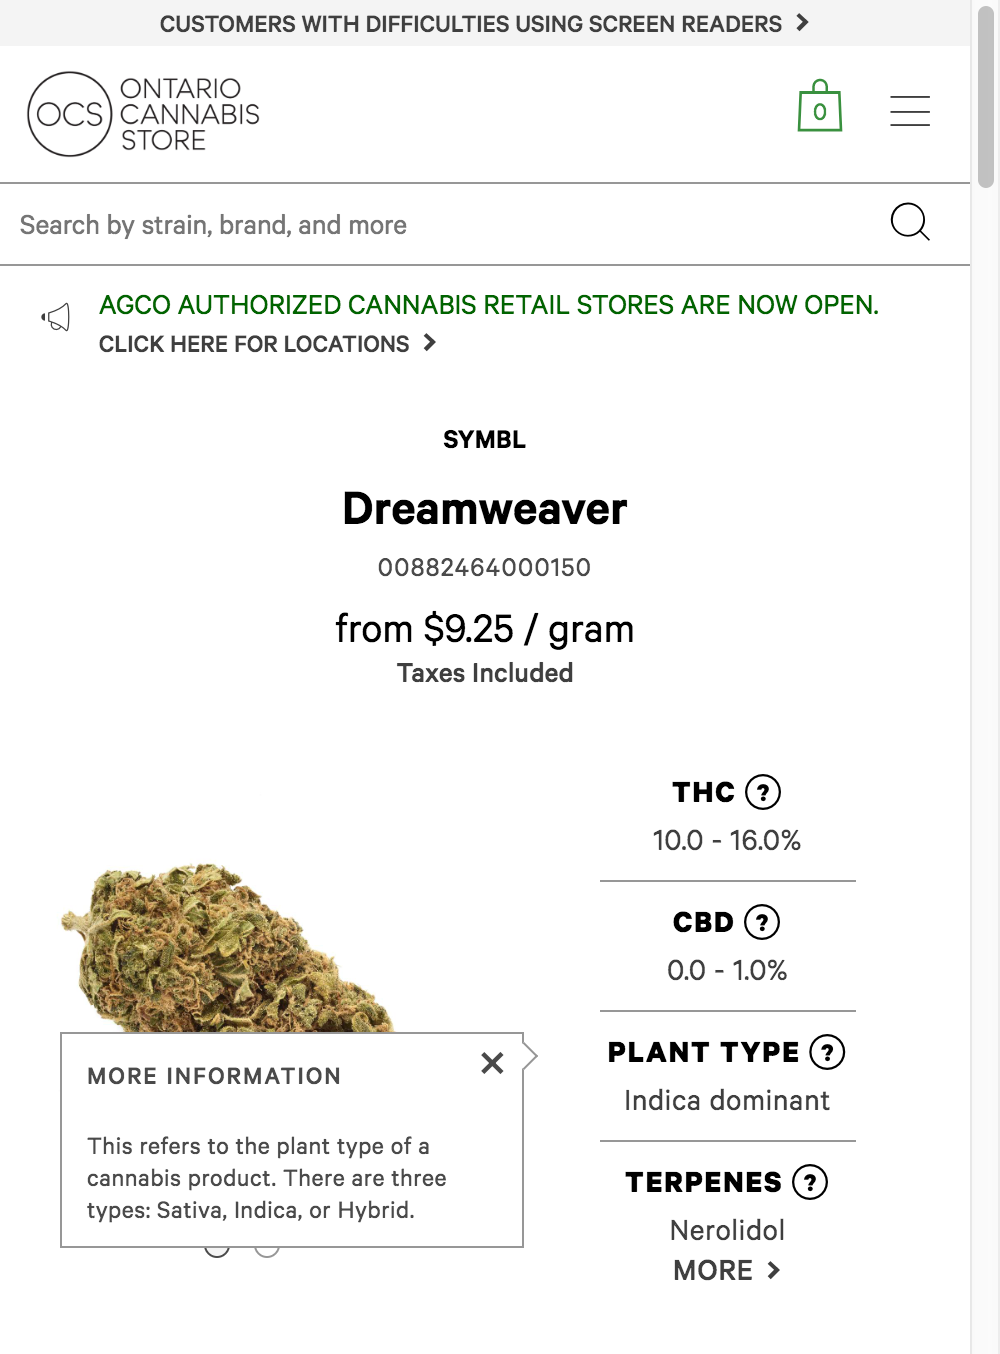 CUSTOMERS WITH DIFFICULTIES USING SCREEN READERS
OCS
ONTARIO
CANNABIS
STORE
0
Search by strain, brand, and more
AGCO AUTHORIZED CANNABIS RETAIL STORES ARE NOW OPEN.
CLICK HERE FOR LOCATIONS
SYMBL
Dreamweaver
00882464000150
from $9.25 / gram
Taxes Included
THC ?
10.0 - 16.0%
CBD ?
0.0 - 1.0%
PLANT TYPE ?
Indica dominant
TERPENES ?
Nerolidol
MORE
MORE INFORMATION
This refers to the plant type of a
cannabis product. There are three
types: Sativa, Indica, or Hybrid.